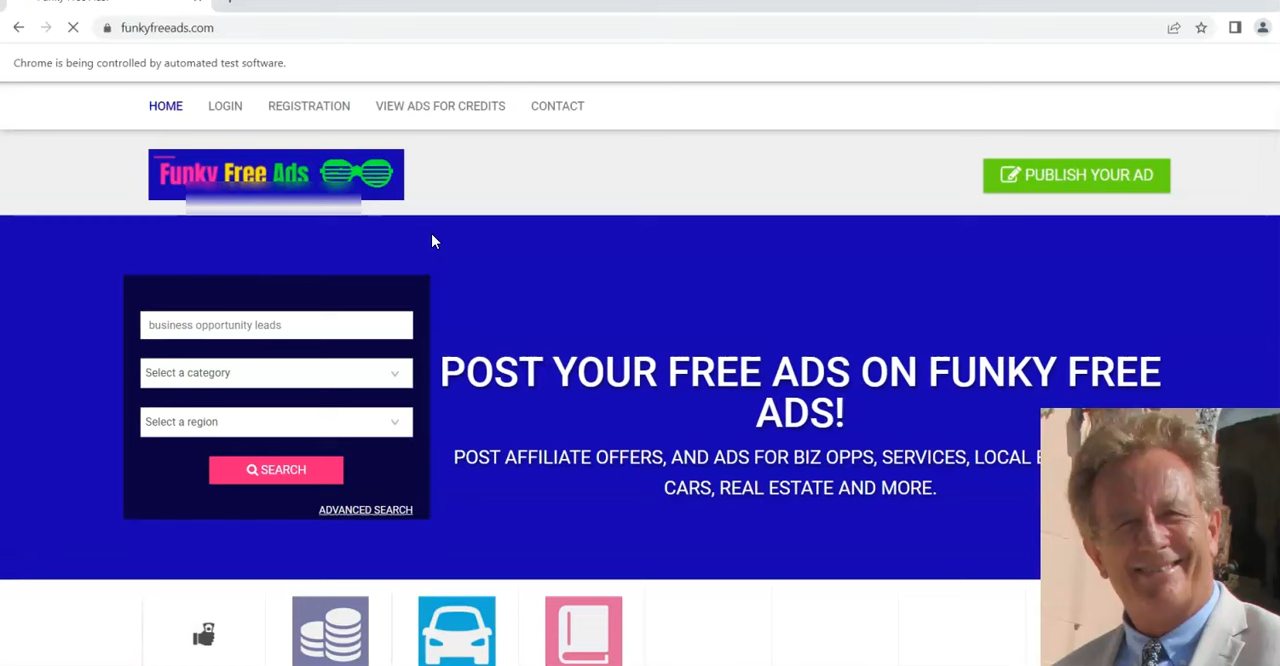 funkyfreeads.com
Chrome is being controlled by automated test software.
HOME LOGIN REGISTRATION VIEW ADS FOR CREDITS CONTACT
Funky Free Ads
PUBLISH YOUR AD
business opportunity leads
Select a category
Select a region
SEARCH
ADVANCED SEARCH
POST YOUR FREE ADS ON FUNKY FREE
ADS!
POST AFFILIATE OFFERS, AND ADS FOR BIZ OPPS, SERVICES, LOCAL
CARS, REAL ESTATE AND MORE.